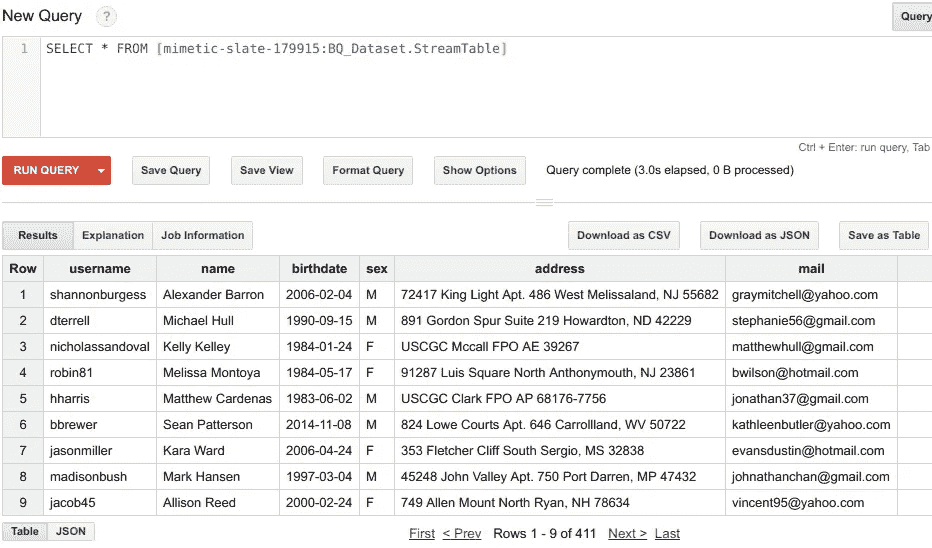 New Query ?
Query
1 SELECT * FROM [mimetic-slate-179915:BQ_Dataset.StreamTable]
Ctrl + Enter: run query, Tab
RUN QUERY Save Query Save View Format Query Show Options Query complete (3.0s elapsed, 0 B processed)
Results Explanation Job Information Download as CSV Download as JSON Save as Table
Row username name birthdate sex address mail
1 shannonburgess Alexander Barron 2006-02-04 M 72417 King Light Apt. 486 West Melissaland, NJ 55682 graymitchell@yahoo.com
2 dterrell Michael Hull 1990-09-15 M 891 Gordon Spur Suite 219 Howardton, ND 42229 stephanie56@gmail.com
3 nicholassandoval Kelly Kelley 1984-01-24 F USCGC Mccall FPO AE 39267 matthewhull@gmail.com
4 robin81 Melissa Montoya 1984-05-17 F 91287 Luis Square North Anthonymouth, NJ 23861 bwilson@hotmail.com
5 hharris Matthew Cardenas 1983-06-02 M USCGC Clark FPO AP 68176-7756 jonathan37@gmail.com
6 bbrewer Sean Patterson 2014-11-08 M 824 Lowe Courts Apt. 646 Carrollland, WV 50722 kathleenbutler@yahoo.com
7 jasonmiller Kara Ward 2006-04-24 F 353 Fletcher Cliff South Sergio, MS 32838 evansdustin@hotmail.com
8 madisonbush Mark Hansen 1997-03-04 M 45248 John Valley Apt. 750 Port Darren, MP 47432 johnathanchan@gmail.com
9 jacob45 Allison Reed 2000-02-24 F 749 Allen Mount North Ryan, NH 78634 vincent95@yahoo.com
Table JSON First < Prev Rows 1 - 9 of 411 Next > Last